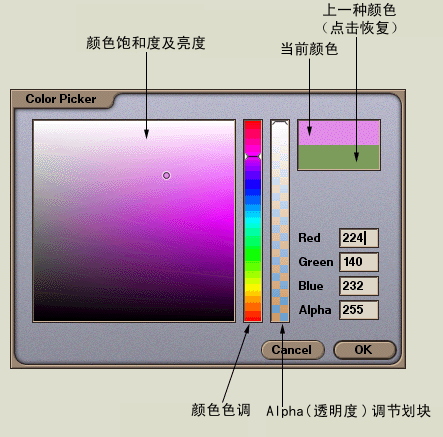 上一种颜色
（点击恢复）
颜色饱和度及亮度
当前颜色
Color Picker
Red 224
Green 140
Blue 232
Alpha 255
Cancel OK
颜色色调
Alpha(透明度)调节划块